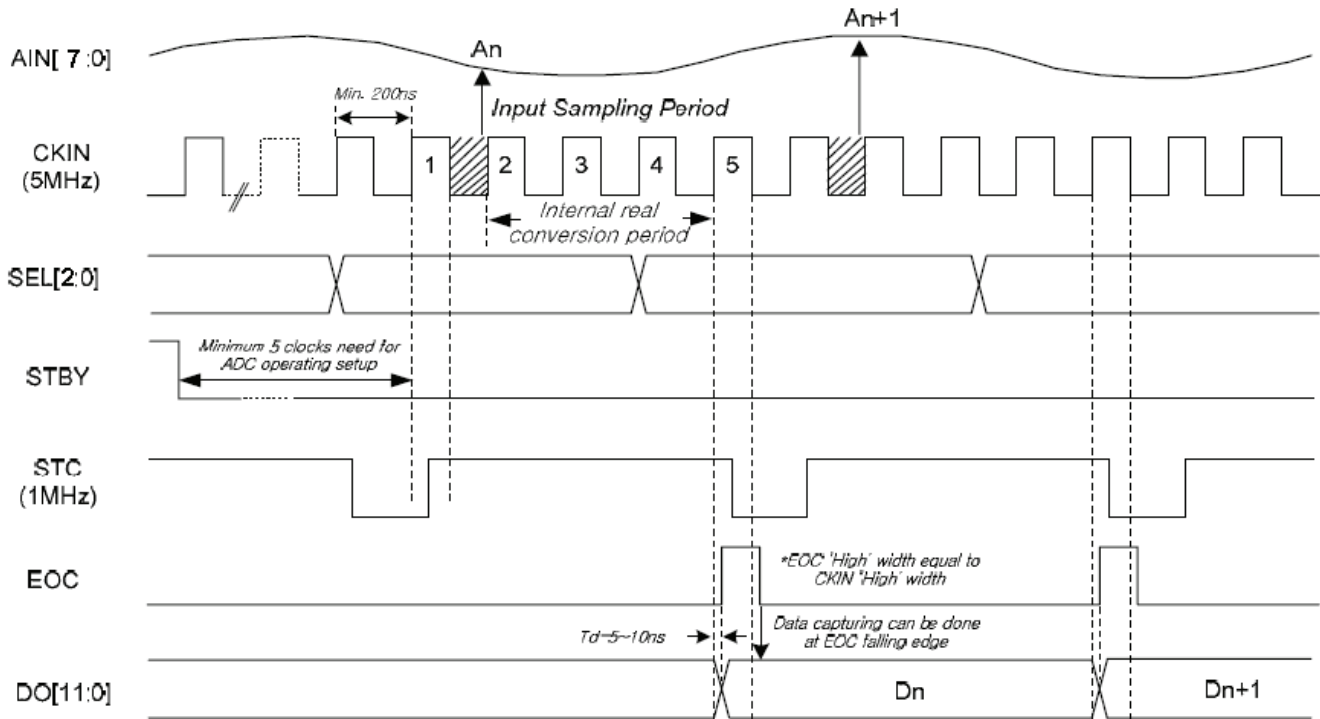 An+1
An
AIN[ 7:0]
Min. 200ns
Input Sampling Period
CKIN
(5MHz)
1
2
3
4
5
Internal real
conversion period
SEL[2:0]
Minimum 5 clocks need for
ADC operating setup
STBY
STC
(1MHz)
EOC
*EOC 'High' width equal to
CKIN 'High' width
Td=5~10ns
Data capturing can be done
at EOC falling edge
DO[11:0]
Dn
Dn+1